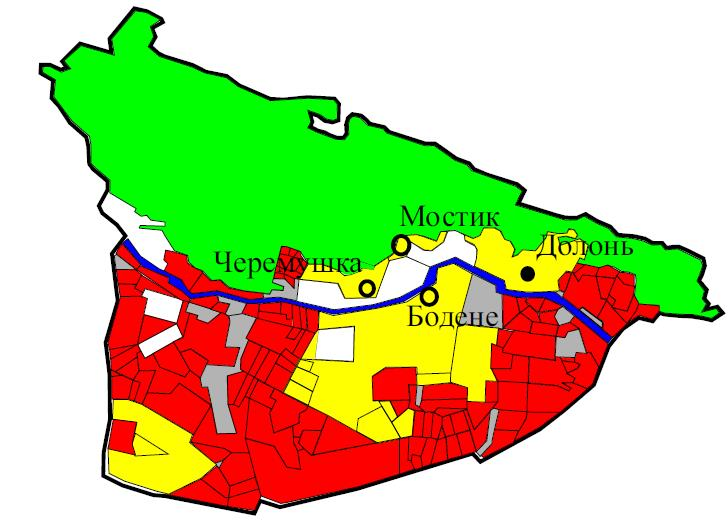 Мостик
Долонь
Черемушка
Бодене